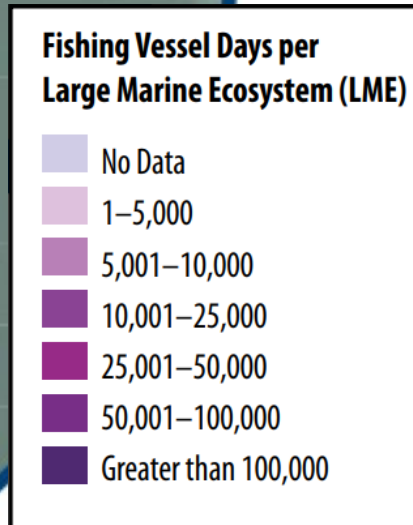 Fishing Vessel Days per
Large Marine Ecosystem (LME)
No Data
1–5,000
5,001–10,000
10,001–25,000
25,001–50,000
50,001–100,000
Greater than 100,000